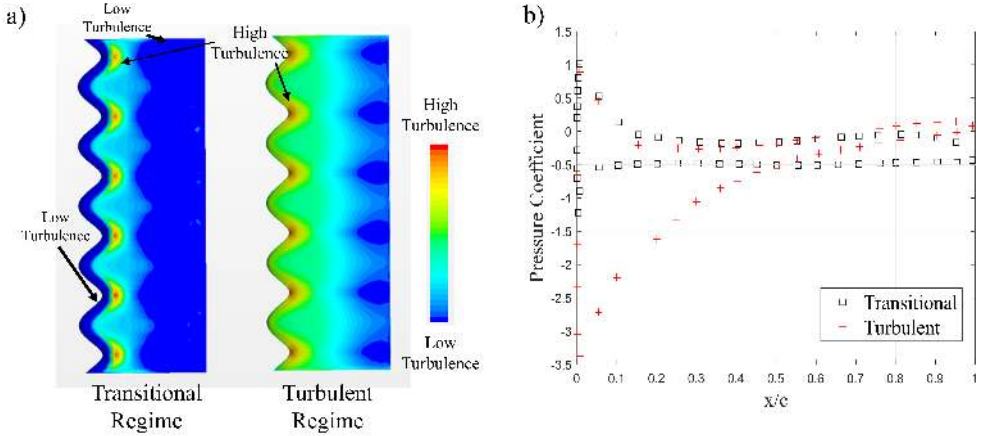 a)
Low
Turbulence
High
Turbulence
Low
Turbulence
High
Turbulence
Low
Turbulence
Transitional
Regime
Turbulent
Regime
b)
Pressure Coefficient
1.5
1
0.5
0
-0.5
-1
-1.5
-2
-2.5
-3
-3.5
0 0.1 0.2 0.3 0.4 0.5 0.6 0.7 0.8 0.9 1
x/c
Transitional
Turbulent